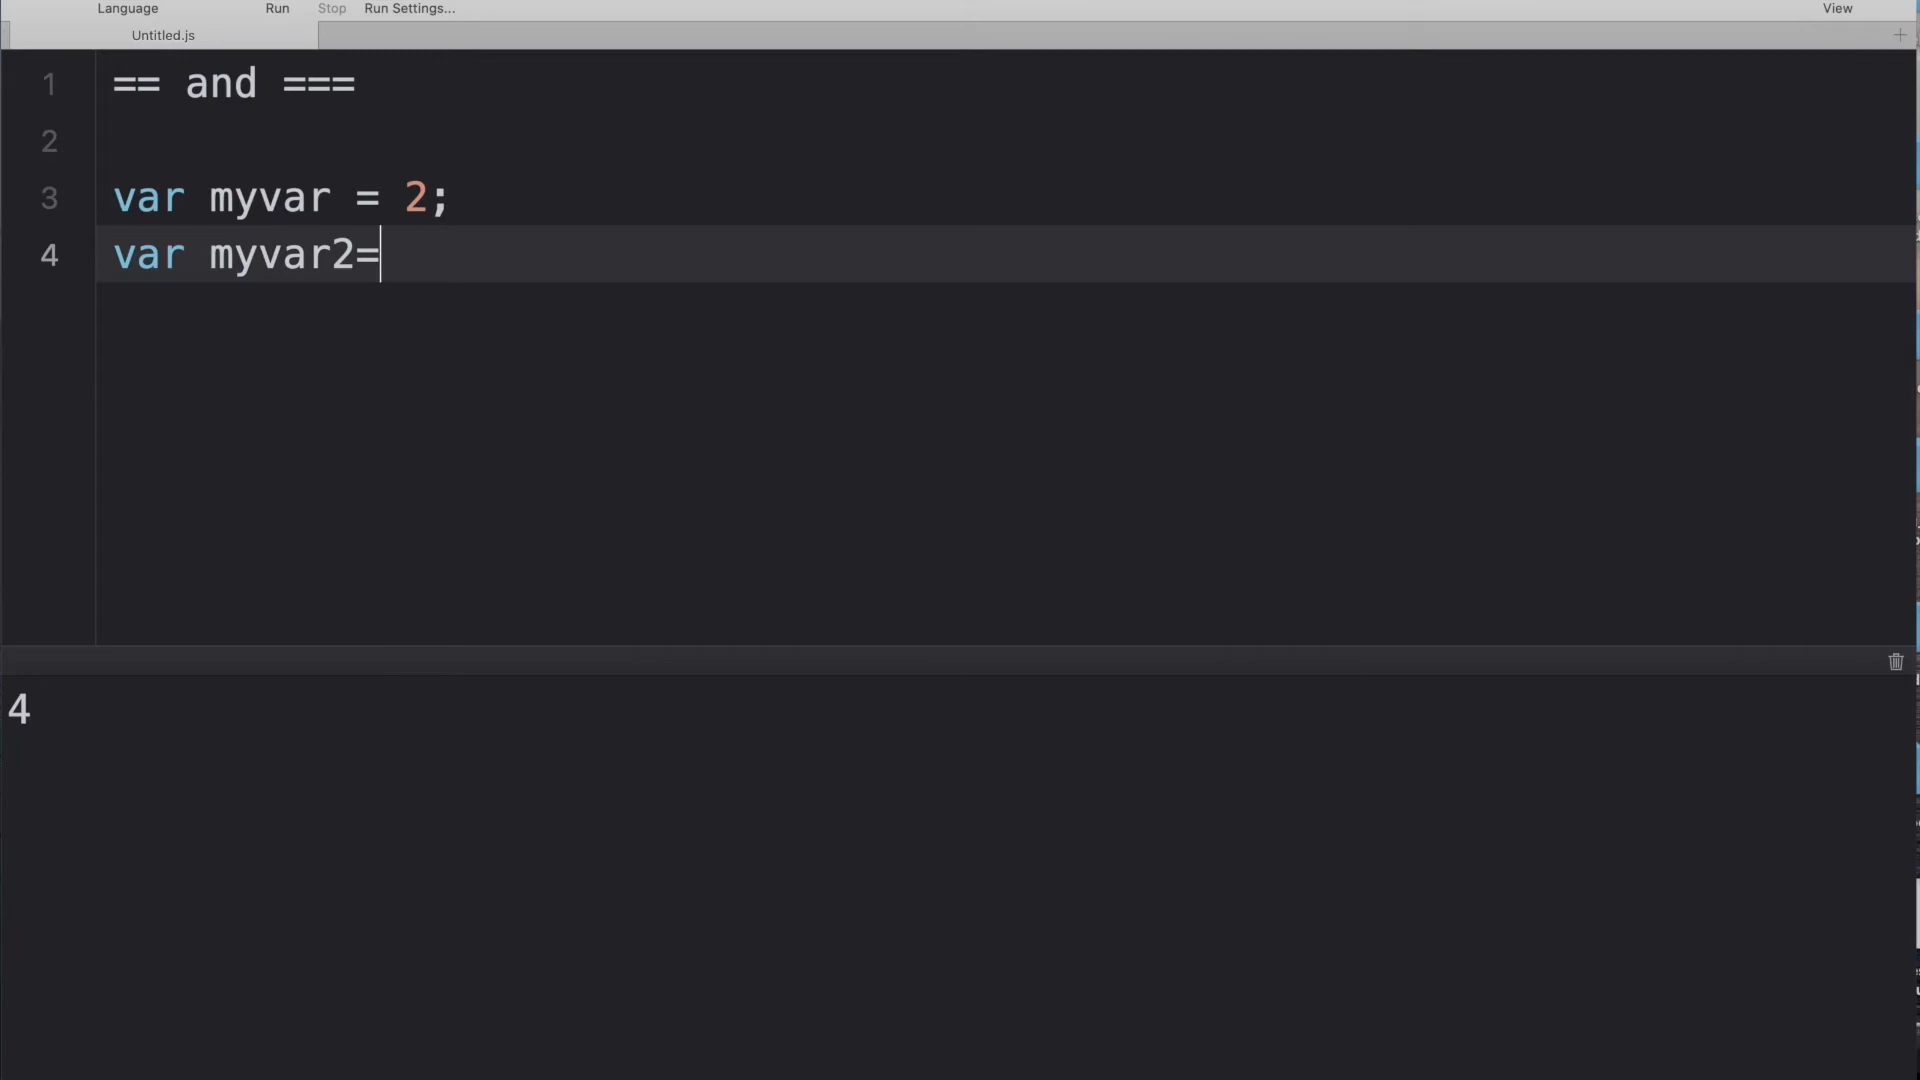 Language Run Stop Run Settings... View
Untitled.js
1 == and ===
2
3 var myvar = 2;
4 var myvar2=
4